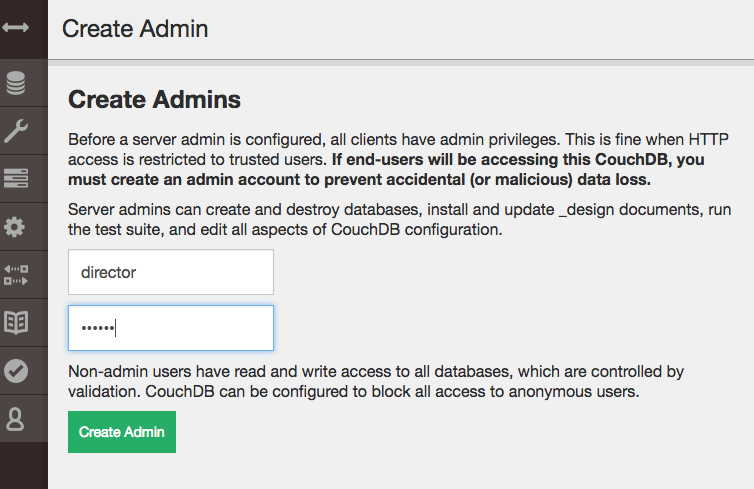 Create Admin
Create Admins
Before a server admin is configured, all clients have admin privileges. This is fine when HTTP
access is restricted to trusted users. If end-users will be accessing this CouchDB, you
must create an admin account to prevent accidental (or malicious) data loss.
Server admins can create and destroy databases, install and update _design documents, run
the test suite, and edit all aspects of CouchDB configuration.
director
••••••
Non-admin users have read and write access to all databases, which are controlled by
validation. CouchDB can be configured to block all access to anonymous users.
Create Admin